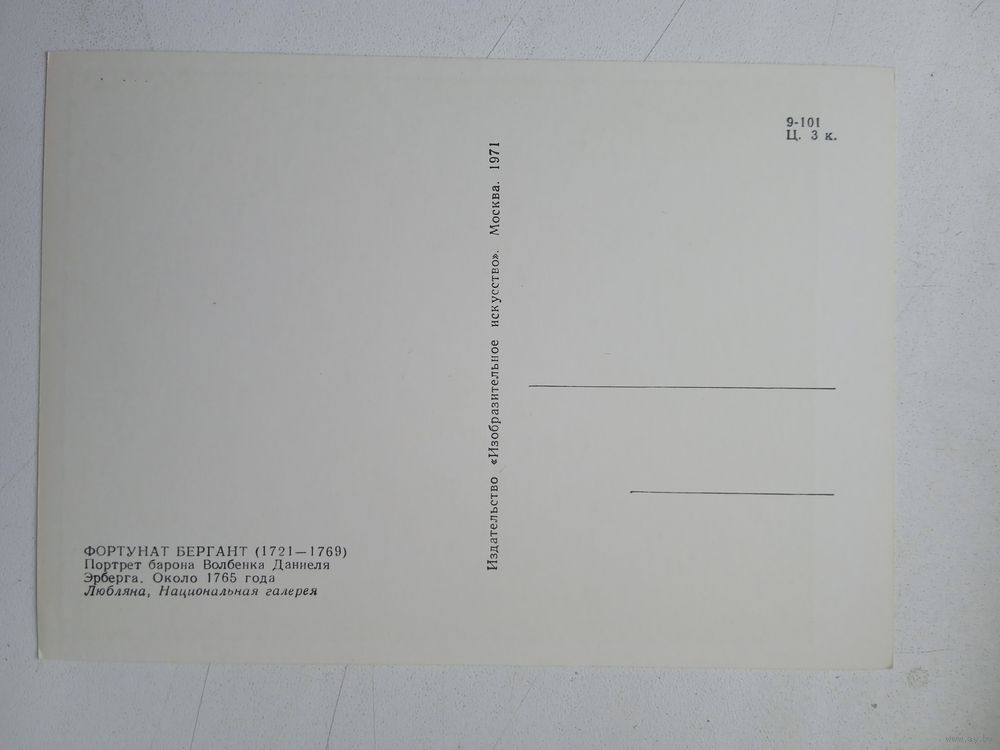 9-101
Ц. 3 к.
Издательство «Изобразительное искусство». Москва. 1971
ФОРТУНАТ БЕРГАНТ (1721—1769)
Портрет барона Волбенка Даниеля
Эрберга. Около 1765 года
Любляна, Национальная галерея